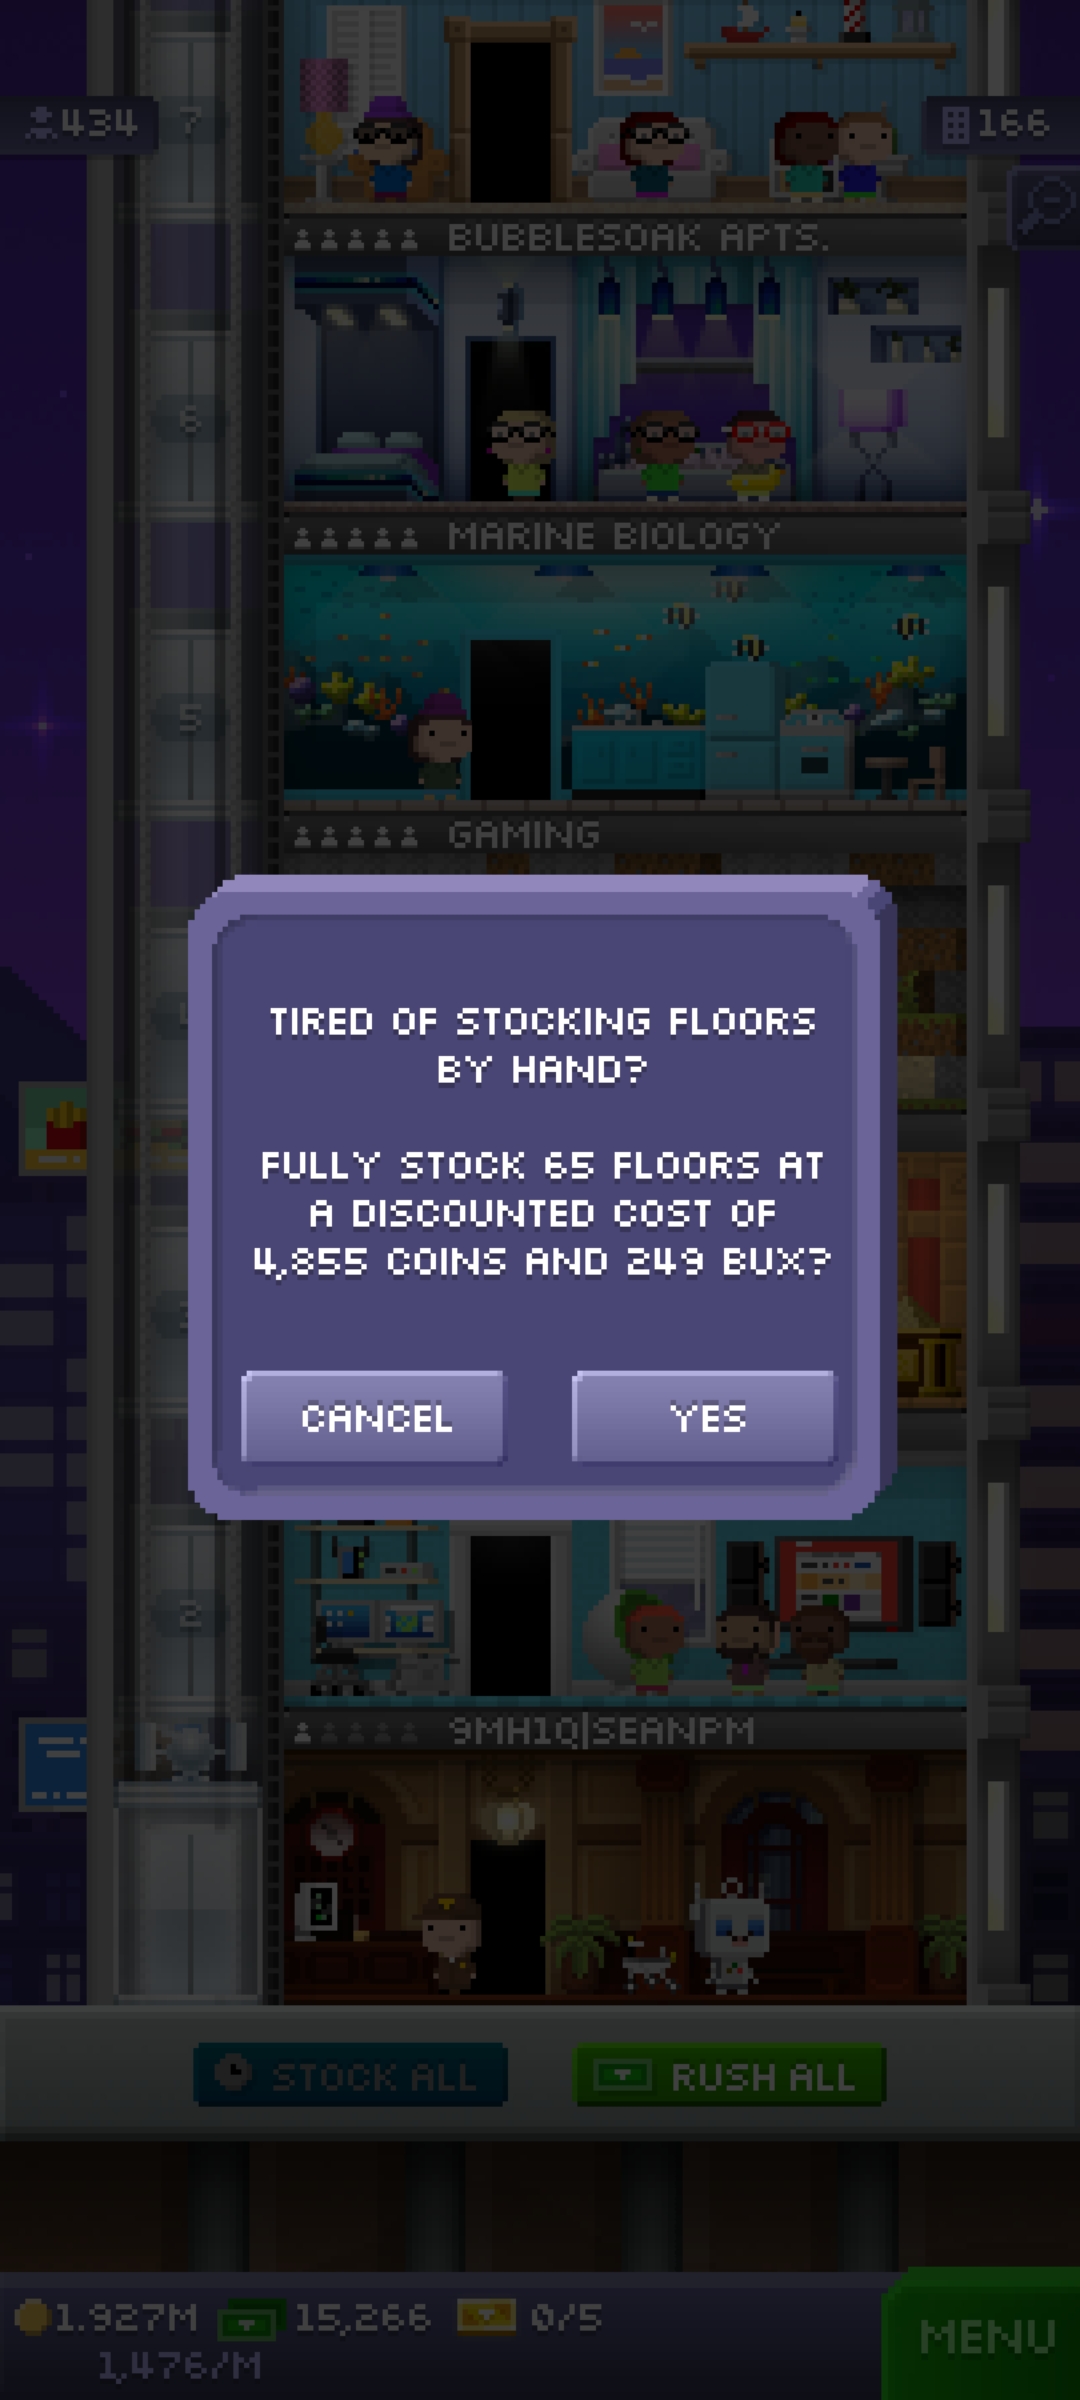 434
7
166
BUBBLESOAK APTS.
6
MARINE BIOLOGY
5
GAMING
TIRED OF STOCKING FLOORS
BY HAND?
FULLY STOCK 65 FLOORS AT
A DISCOUNTED COST OF
4,855 COINS AND 249 BUX?
CANCEL
YES
2
9MH1Q|SEANPM
STOCK ALL
RUSH ALL
1.927M
15,266
0/5
1,476/M
MENU